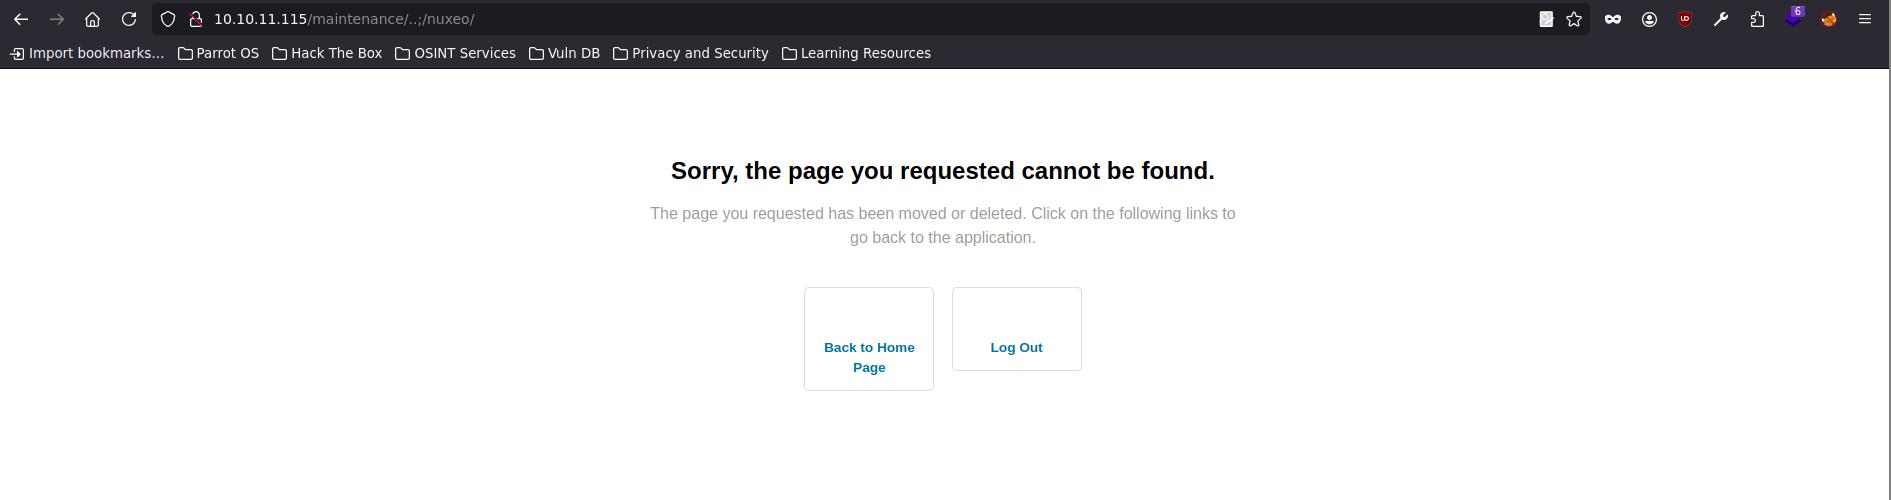 10.10.11.115/maintenance/..;/nuxeo/
6
UD
Import bookmarks... Parrot OS Hack The Box OSINT Services Vuln DB Privacy and Security Learning Resources
Sorry, the page you requested cannot be found.
The page you requested has been moved or deleted. Click on the following links to
go back to the application.
Back to Home
Page
Log Out